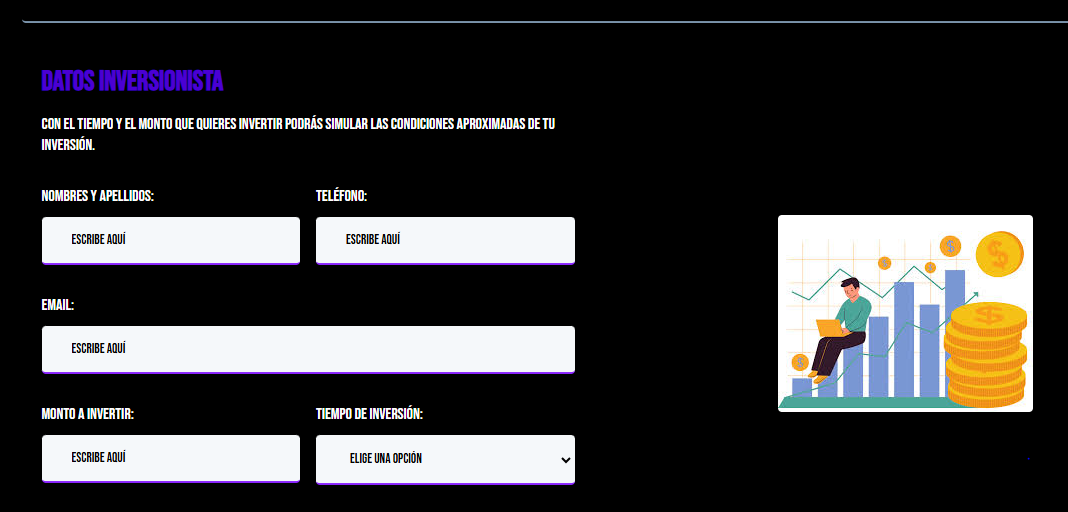 DATOS INVERSIONISTA
CON EL TIEMPO Y EL MONTO QUE QUIERES INVERTIR PODRÁS SIMULAR LAS CONDICIONES APROXIMADAS DE TU
INVERSIÓN.
NOMBRES Y APELLIDOS:
TELÉFONO:
ESCRIBE AQUÍ
ESCRIBE AQUÍ
EMAIL:
ESCRIBE AQUÍ
MONTO A INVERTIR:
TIEMPO DE INVERSIÓN:
ESCRIBE AQUÍ
ELIGE UNA OPCIÓN